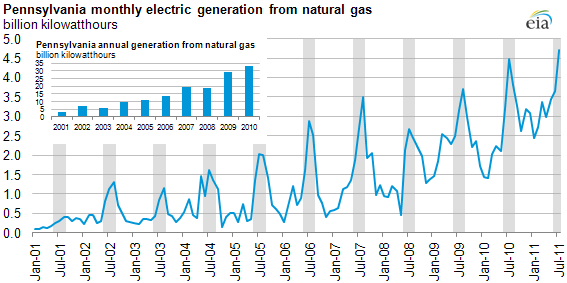 Pennsylvania monthly electric generation from natural gas
billion kilowatthours
eia
5.0
4.5
4.0
3.5
3.0
2.5
2.0
1.5
1.0
0.5
0.0
Pennsylvania annual generation from natural gas
billion kilowatthours
35
30
25
20
15
10
5
0
2001 2002 2003 2004 2005 2006 2007 2008 2009 2010
Jan-01 Jul-01 Jan-02 Jul-02 Jan-03 Jul-03 Jan-04 Jul-04 Jan-05 Jul-05 Jan-06 Jul-06 Jan-07 Jul-07 Jan-08 Jul-08 Jan-09 Jul-09 Jan-10 Jul-10 Jan-11 Jul-11